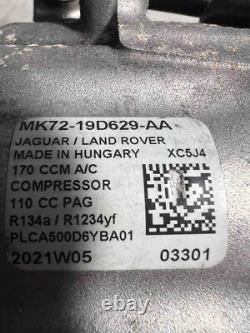 MK72-19D629-AA
JAGUAR / LAND ROVER
MADE IN HUNGARY XC5J4
170 CCM A/C
COMPRESSOR
110 CC PAG
R134a / R1234yf
PLCA500D6YBA01
2021W05 03301
ebay